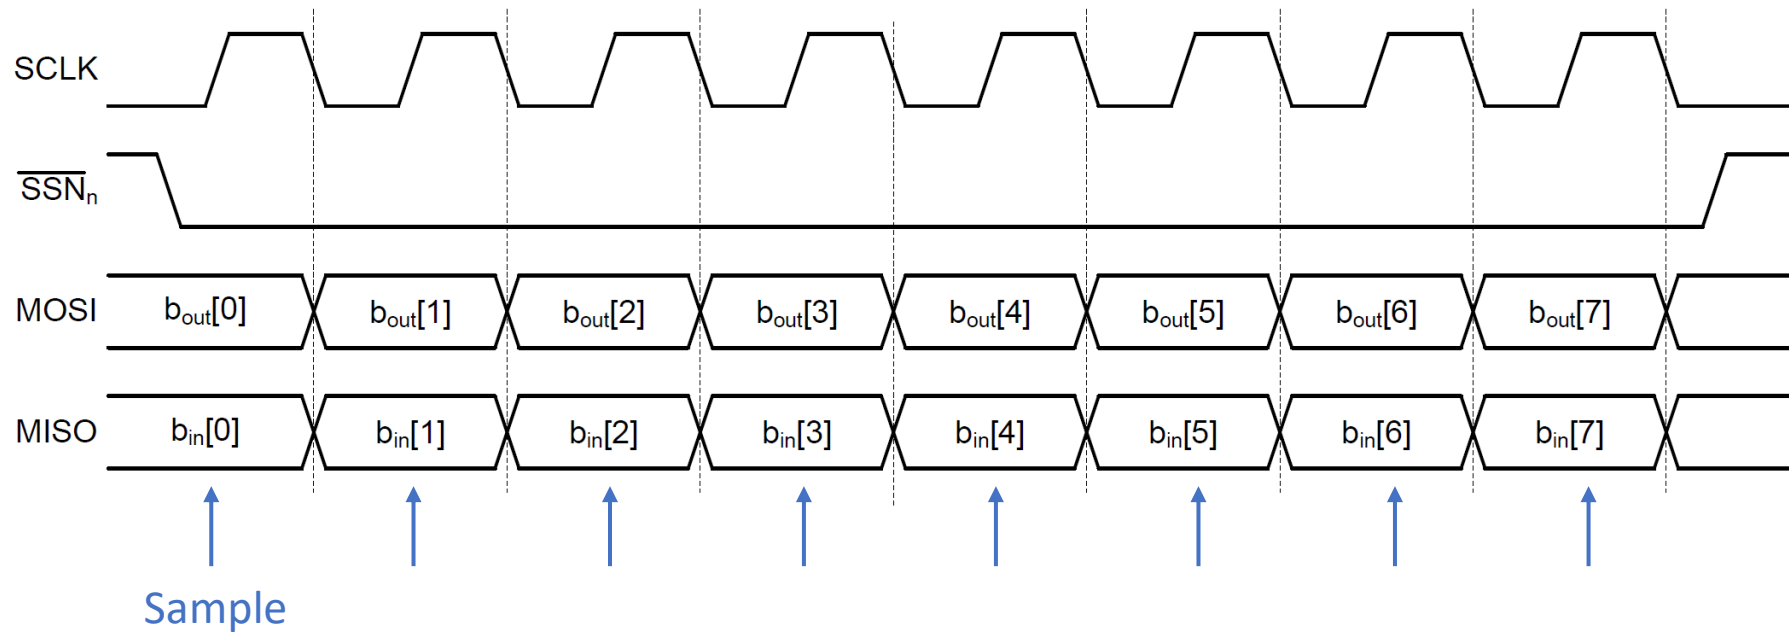 SCLK
SSNn
MOSI bout[0] bout[1] bout[2] bout[3] bout[4] bout[5] bout[6] bout[7]
MISO bin[0] bin[1] bin[2] bin[3] bin[4] bin[5] bin[6] bin[7]
Sample